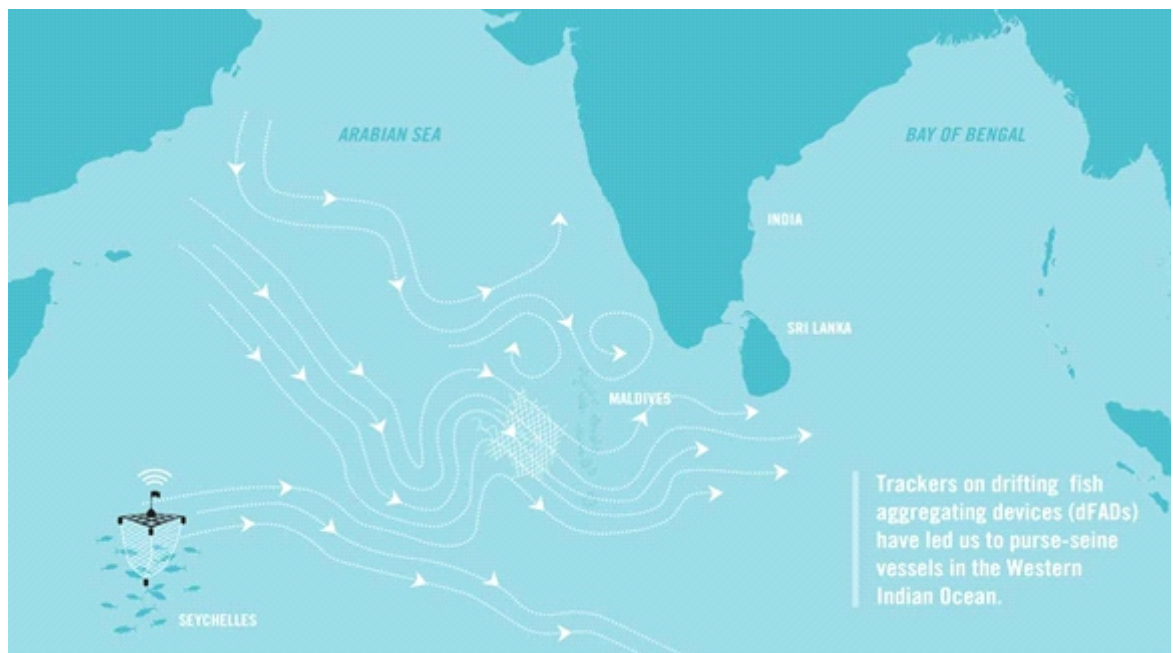 ARABIAN SEA
BAY OF BENGAL
INDIA
SRI LANKA
MALDIVES
Trackers on drifting fish
aggregating devices (dFADs)
have led us to purse-seine
vessels in the Western
Indian Ocean.
SEYCHELLES